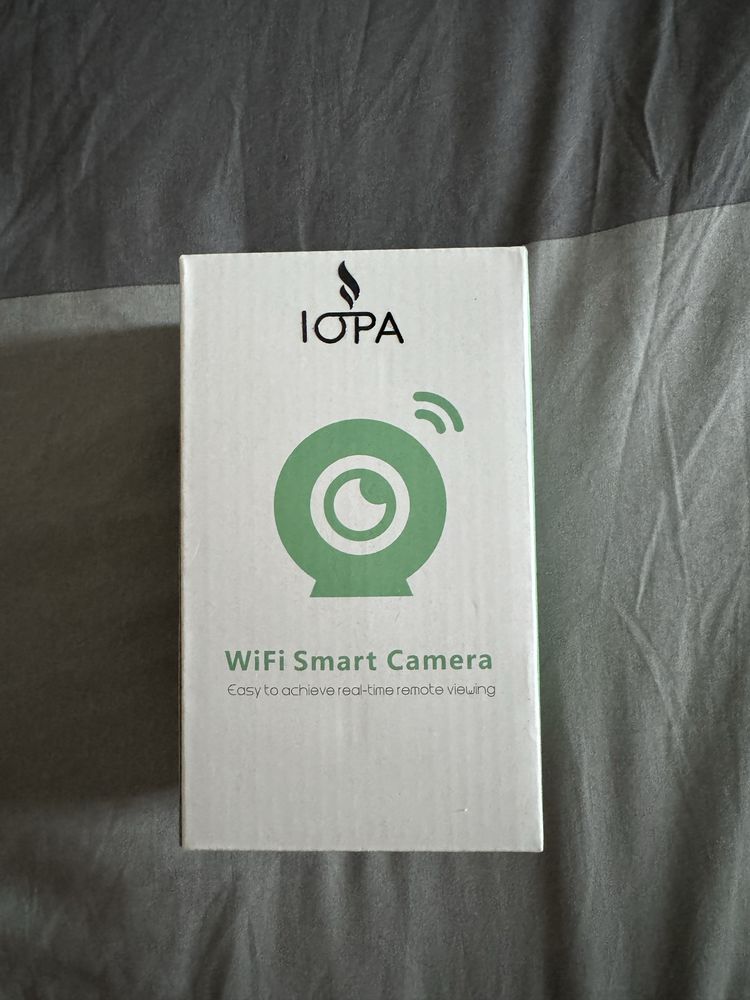 IOPA
WiFi Smart Camera
Easy to achieve real-time remote viewing